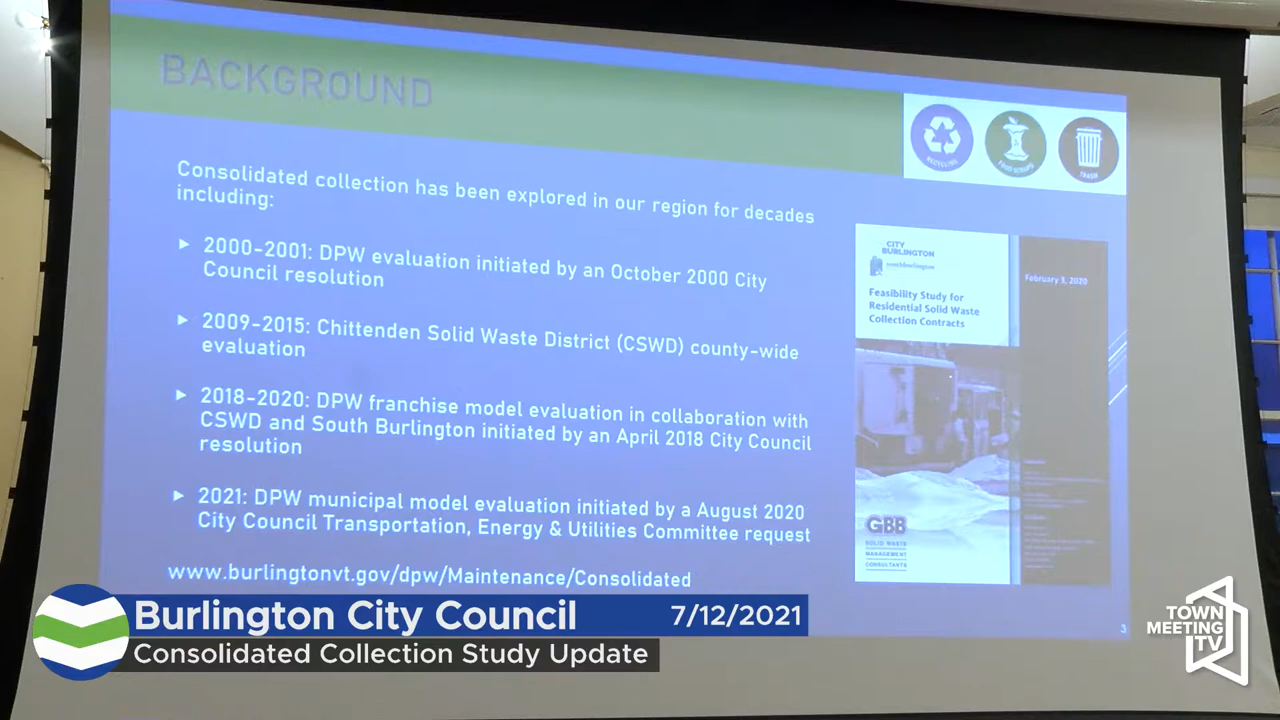 BACKGROUND
RECYCLING
FOOD SCRAPS
TRASH
Consolidated collection has been explored in our region for decades
including:
2000-2001: DPW evaluation initiated by an October 2000 City
Council resolution
2009-2015: Chittenden Solid Waste District (CSWD) county-wide
evaluation
2018-2020: DPW franchise model evaluation in collaboration with
CSWD and South Burlington initiated by an April 2018 City Council
resolution
2021: DPW municipal model evaluation initiated by a August 2020
City Council Transportation, Energy & Utilities Committee request
www.burlingtonvt.gov/dpw/Maintenance/Consolidated
CITY
BURLINGTON
southburlington
Feasibility Study for
Residential Solid Waste
Collection Contracts
February 3, 2020
GBB
SOLID WASTE
MANAGEMENT
CONSULTANTS
3
Burlington City Council
7/12/2021
Consolidated Collection Study Update
TOWN
MEETING
TV